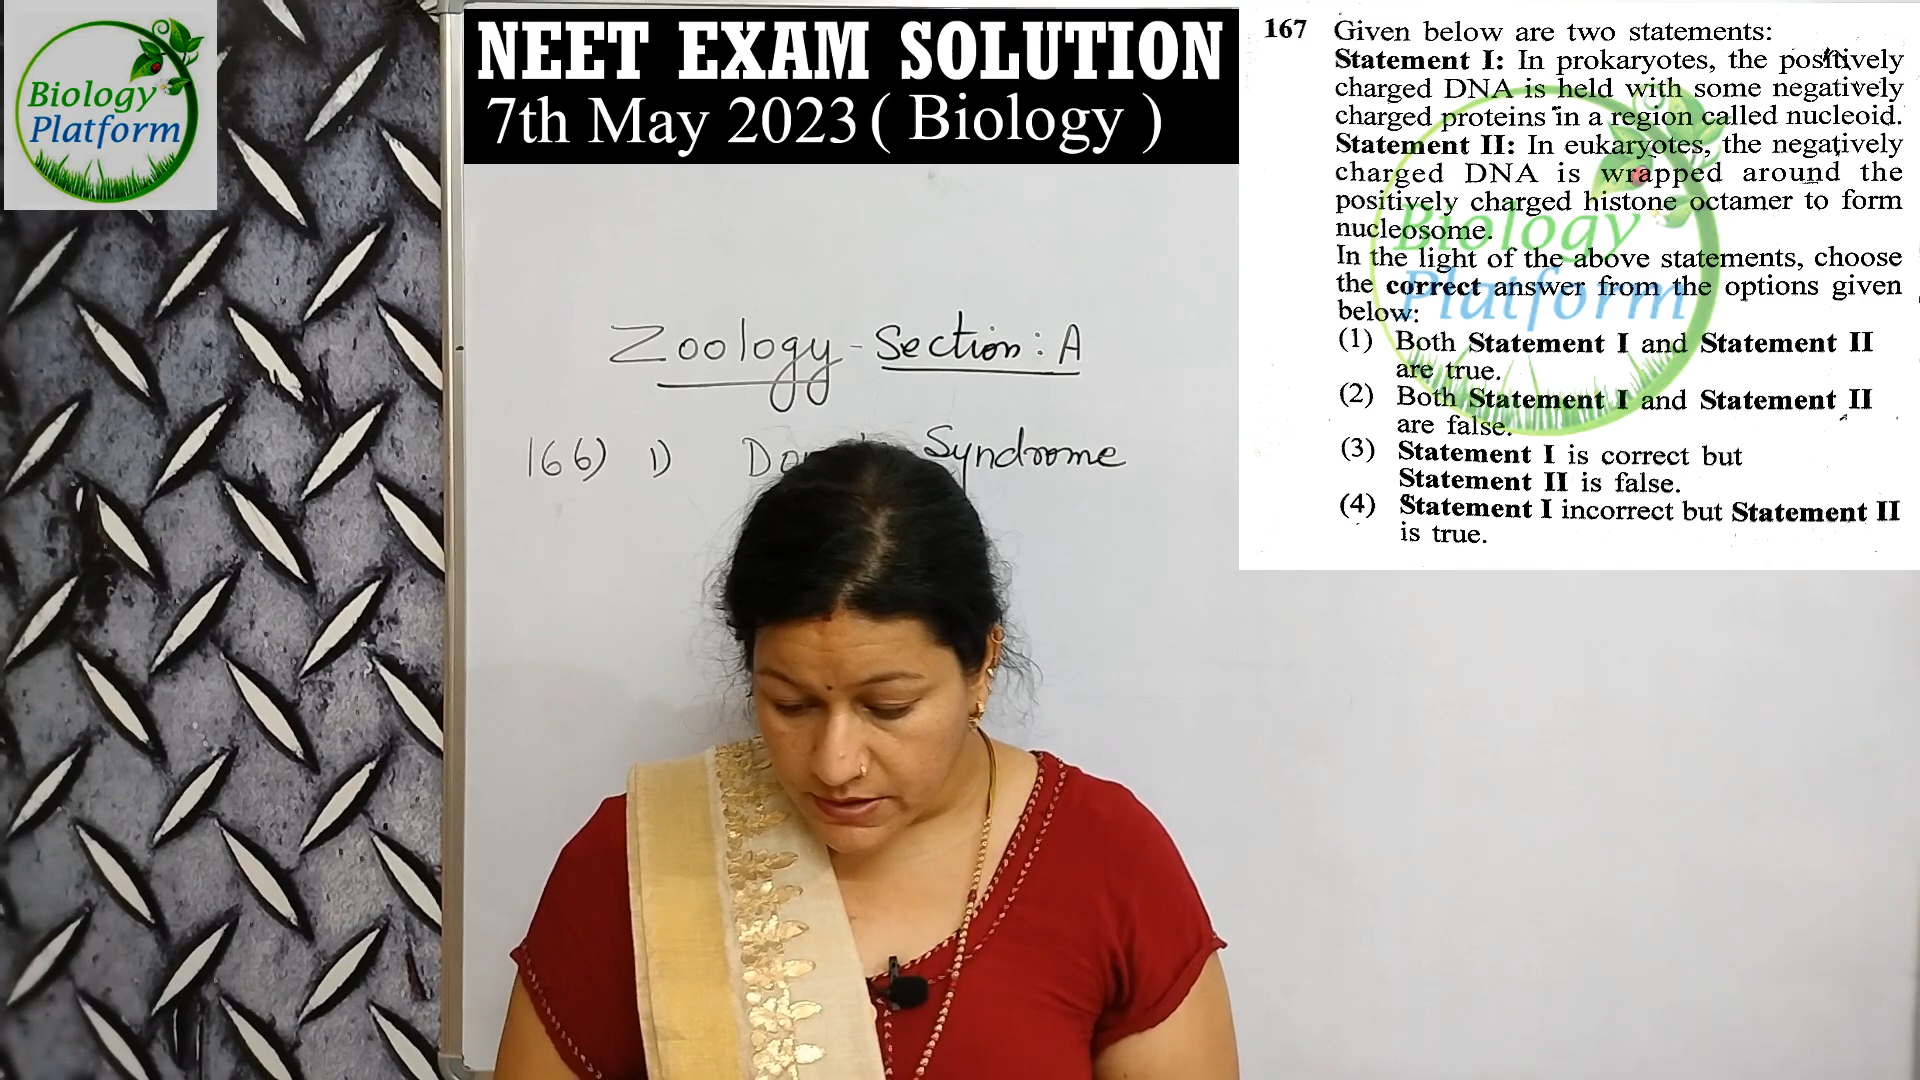 Biology
Platform
NEET EXAM SOLUTION
7th May 2023 ( Biology )
Zoology - Section : A
166) 1) Syndrome
167 Given below are two statements:
Statement I: In prokaryotes, the positively
charged DNA is held with some negatively
charged proteins in a region called nucleoid.
Statement II: In eukaryotes, the negatively
charged DNA is wrapped around the
positively charged histone octamer to form
nucleosome.
In the light of the above statements, choose
the correct answer from the options given
below:
(1) Both Statement I and Statement II
are true.
(2) Both Statement I and Statement II
are false.
(3) Statement I is correct but
Statement II is false.
(4) Statement I incorrect but Statement II
is true.
Biology
Platform